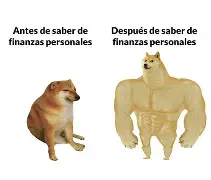 Antes de saber de
finanzas personales
Después de saber de
finanzas personales